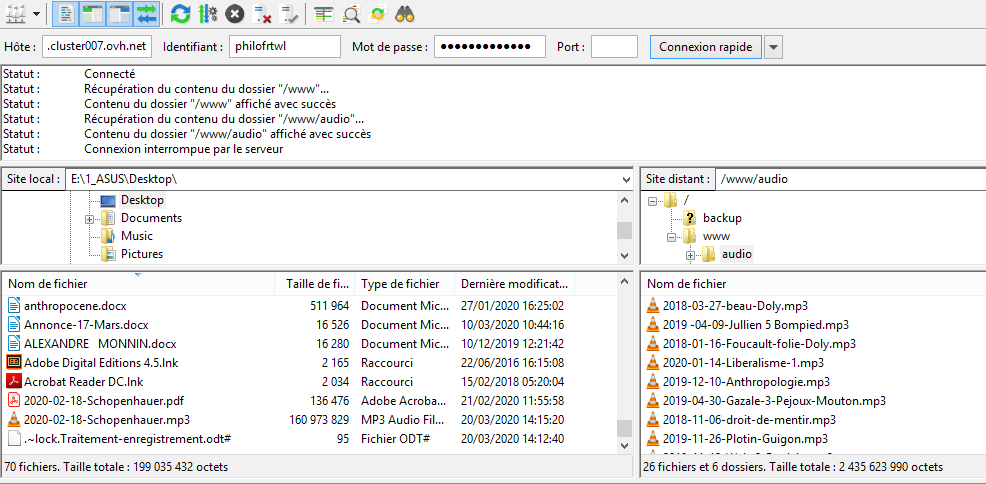 Hôte : .cluster007.ovh.net Identifiant : philofrtwl Mot de passe : ●●●●●●●●●●●●● Port : Connexion rapide
Statut : Connecté
Statut : Récupération du contenu du dossier "/www"...
Statut : Contenu du dossier "/www" affiché avec succès
Statut : Récupération du contenu du dossier "/www/audio"...
Statut : Contenu du dossier "/www/audio" affiché avec succès
Statut : Connexion interrompue par le serveur
Site local : E:\1_ASUS\Desktop\
Desktop
Documents
Music
Pictures
Site distant : /www/audio
/
backup
www
audio
Nom de fichier Taille de fi... Type de fichier Dernière modificat...
anthropocene.docx 511 964 Document Mic... 27/01/2020 16:25:02
Annonce-17-Mars.docx 16 526 Document Mic... 10/03/2020 10:44:16
ALEXANDRE MONNIN.docx 16 280 Document Mic... 10/12/2019 12:21:42
Adobe Digital Editions 4.5.lnk 2 165 Raccourci 22/06/2016 16:15:08
Acrobat Reader DC.lnk 2 034 Raccourci 15/02/2018 05:20:04
2020-02-18-Schopenhauer.pdf 136 476 Adobe Acroba... 21/02/2020 11:55:58
2020-02-18-Schopenhauer.mp3 160 973 829 MP3 Audio Fil... 20/03/2020 14:15:20
.~lock.Traitement-enregistrement.odt# 95 Fichier ODT# 20/03/2020 14:12:40
70 fichiers. Taille totale : 199 035 432 octets
Nom de fichier
2018-03-27-beau-Doly.mp3
2019 -04-09-Jullien 5 Bompied.mp3
2018-01-16-Foucault-folie-Doly.mp3
2020-01-14-Liberalisme-1.mp3
2019-12-10-Anthropologie.mp3
2019-04-30-Gazale-3-Pejoux-Mouton.mp3
2018-11-06-droit-de-mentir.mp3
2019-11-26-Plotin-Guigon.mp3
26 fichiers et 6 dossiers. Taille totale : 2 435 623 990 octets